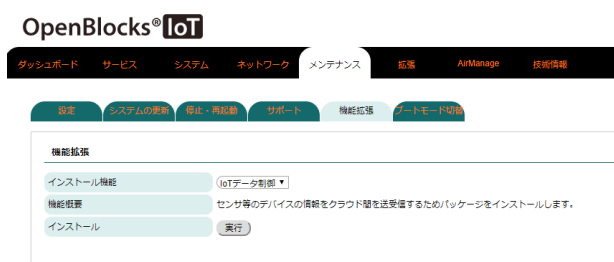 OpenBlocks® IoT
ダッシュボード サービス システム ネットワーク メンテナンス 拡張 AirManage 技術情報
設定 システムの更新 停止・再起動 サポート 機能拡張 ブートモード切替
機能拡張
インストール機能 IoTデータ制御
機能概要 センサ等のデバイスの情報をクラウド間を送受信するためパッケージをインストールします。
インストール 実行